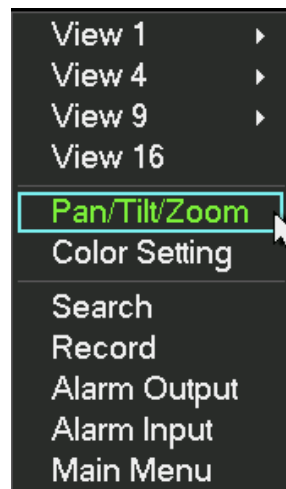 View 1
View 4
View 9
View 16
Pan/Tilt/Zoom
Color Setting
Search
Record
Alarm Output
Alarm Input
Main Menu